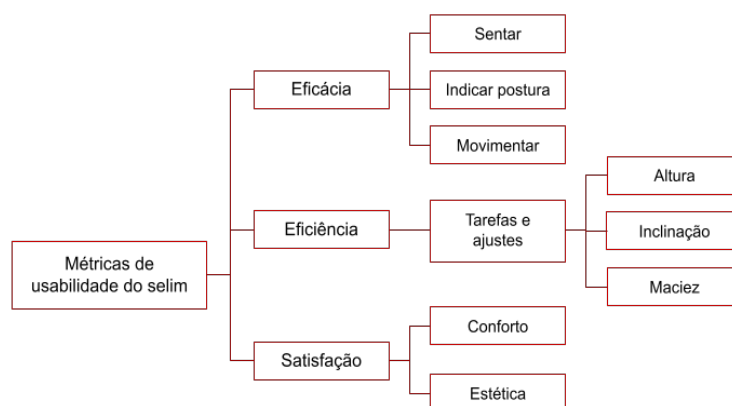 Sentar
Eficácia
Indicar postura
Movimentar
Altura
Eficiência
Tarefas e
ajustes
Inclinação
Métricas de
usabilidade do selim
Maciez
Conforto
Satisfação
Estética